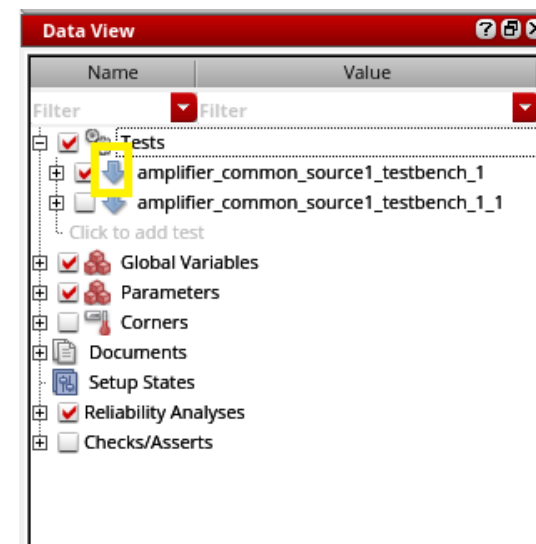 Data View
Name Value
Filter Filter
Tests
amplifier_common_source1_testbench_1
amplifier_common_source1_testbench_1_1
Click to add test
Global Variables
Parameters
Corners
Documents
Setup States
Reliability Analyses
Checks/Asserts